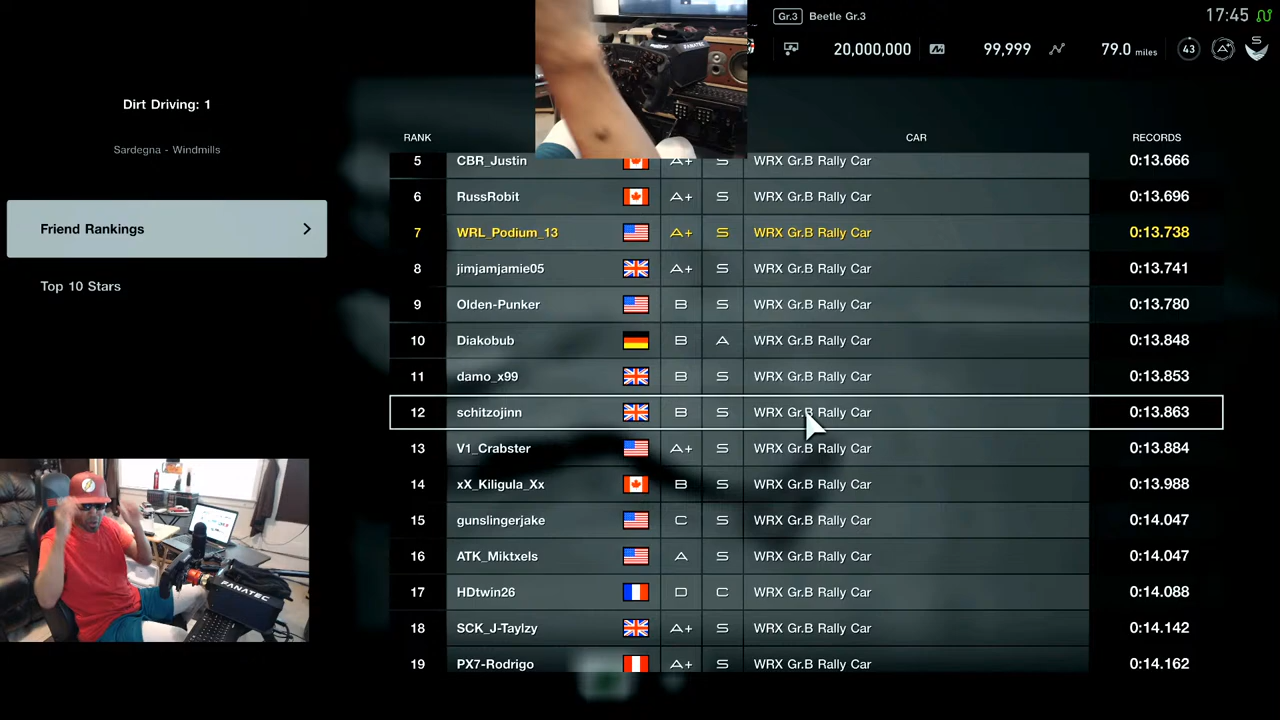 Gr.3 Beetle Gr.3
17:45
20,000,000 99,999 79.0 miles 43 A+ S
FANATEC
Dirt Driving: 1
Sardegna - Windmills
Friend Rankings
Top 10 Stars
RANK CAR RECORDS
5 CBR_Justin A+ S WRX Gr.B Rally Car 0:13.666
6 RussRobit A+ S WRX Gr.B Rally Car 0:13.696
7 WRL_Podium_13 A+ S WRX Gr.B Rally Car 0:13.738
8 jimjamjamie05 A+ S WRX Gr.B Rally Car 0:13.741
9 Olden-Punker B S WRX Gr.B Rally Car 0:13.780
10 Diakobub B A WRX Gr.B Rally Car 0:13.848
11 damo_x99 B S WRX Gr.B Rally Car 0:13.853
12 schitzojinn B S WRX Gr.B Rally Car 0:13.863
13 V1_Crabster A+ S WRX Gr.B Rally Car 0:13.884
14 xX_Kiligula_Xx B S WRX Gr.B Rally Car 0:13.988
15 gunslingerjake C S WRX Gr.B Rally Car 0:14.047
16 ATK_Miktxels A S WRX Gr.B Rally Car 0:14.047
17 HDtwin26 D C WRX Gr.B Rally Car 0:14.088
18 SCK_J-Taylzy A+ S WRX Gr.B Rally Car 0:14.142
19 PX7-Rodrigo A+ S WRX Gr.B Rally Car 0:14.162
FANATEC